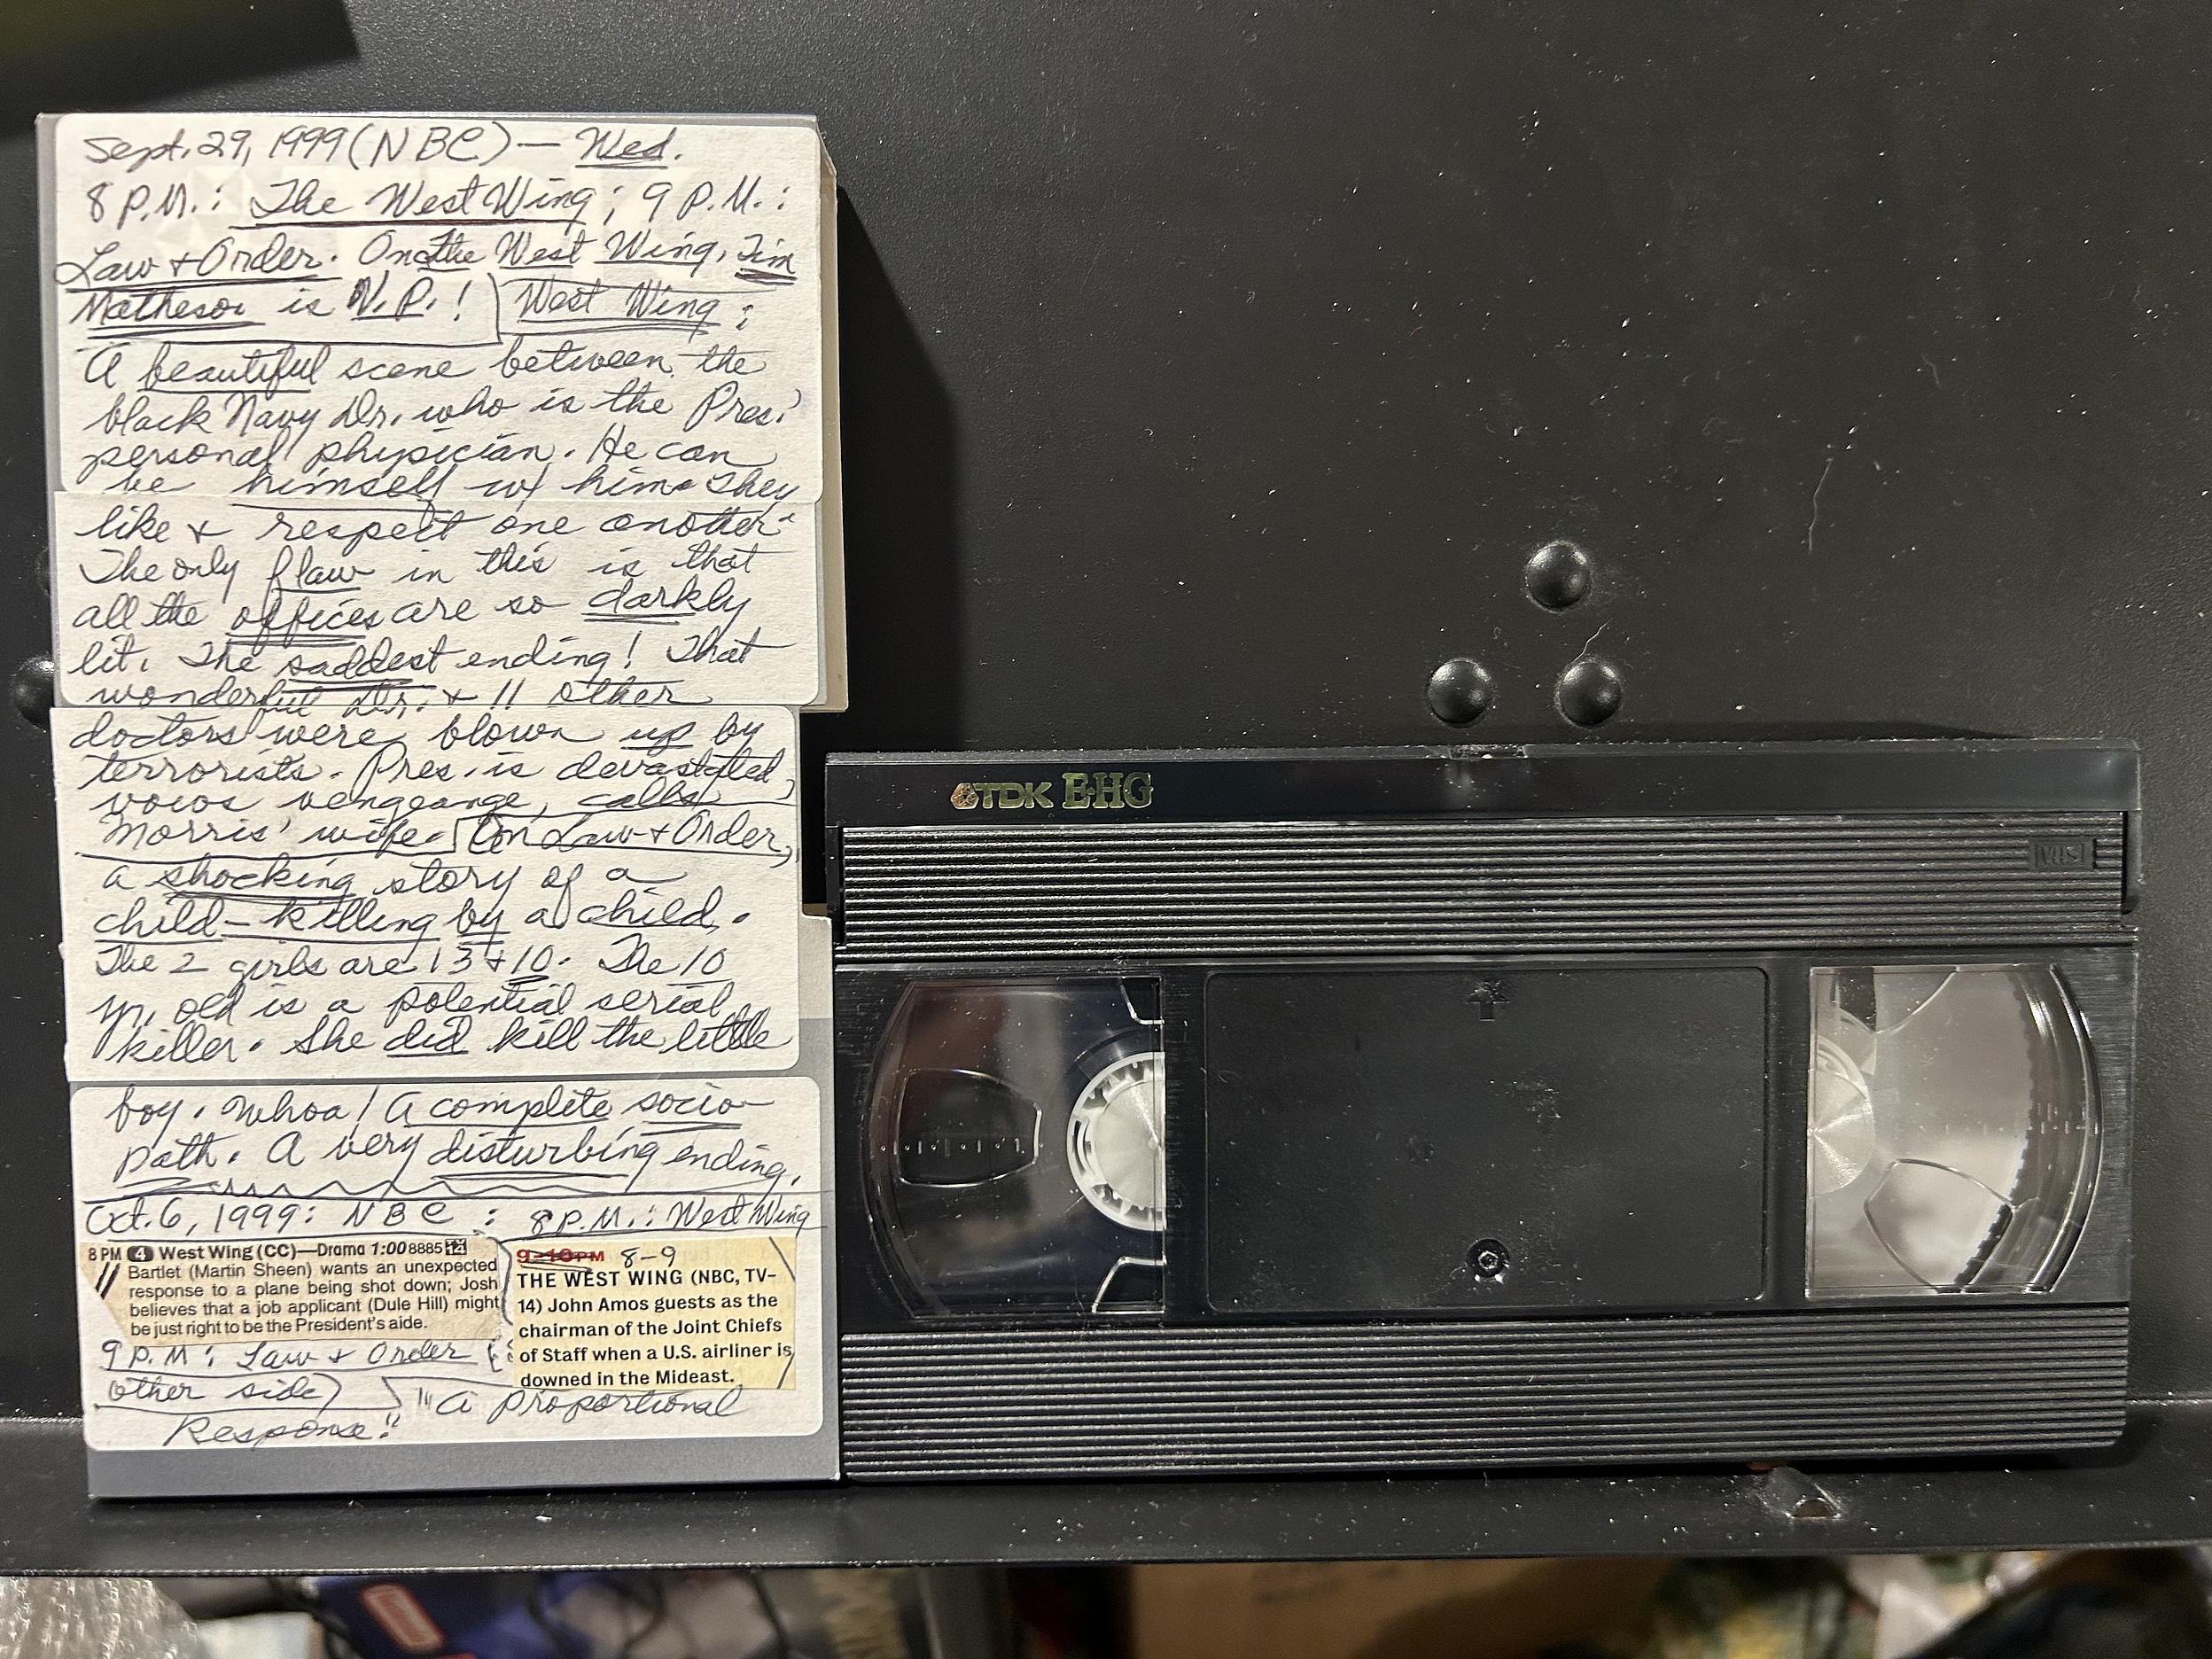 Sept. 29, 1999 (NBC) — Wed.
8 P.M.: The West Wing; 9 P.M.:
Law + Order. On the West Wing, Tim
Matheson is V.P.! West Wing:
A beautiful scene between the
black Navy Dr. who is the Pres.'
personal physician. He can
be himself w/ him. They
like + respect one another.
The only flaw in this is that
all the offices are so darkly
lit. The saddest ending! That
wonderful Dr. + 11 other
doctors were blown up by
terrorists. Pres. is devastated,
vows vengeance, calls
Morris' wife. On Law + Order,
a shocking story of a
child-killing by a child.
The 2 girls are 13 + 10. The 10
yr. old is a potential serial
killer. She did kill the little
boy. Whoa! A complete socio-
path. A very disturbing ending.
Oct. 6, 1999: NBC: 8 P.M.: West Wing
8 PM 4 West Wing (CC)—Drama 1:00 8885 14
Bartlet (Martin Sheen) wants an unexpected
response to a plane being shot down; Josh
believes that a job applicant (Dule Hill) might
be just right to be the President's aide.
9-10PM 8-9
THE WEST WING (NBC, TV-
14) John Amos guests as the
chairman of the Joint Chiefs
of Staff when a U.S. airliner is
downed in the Mideast.
9 P.M: Law + Order
other side) "A Proportional
Response."
TDK E-HG
VHS